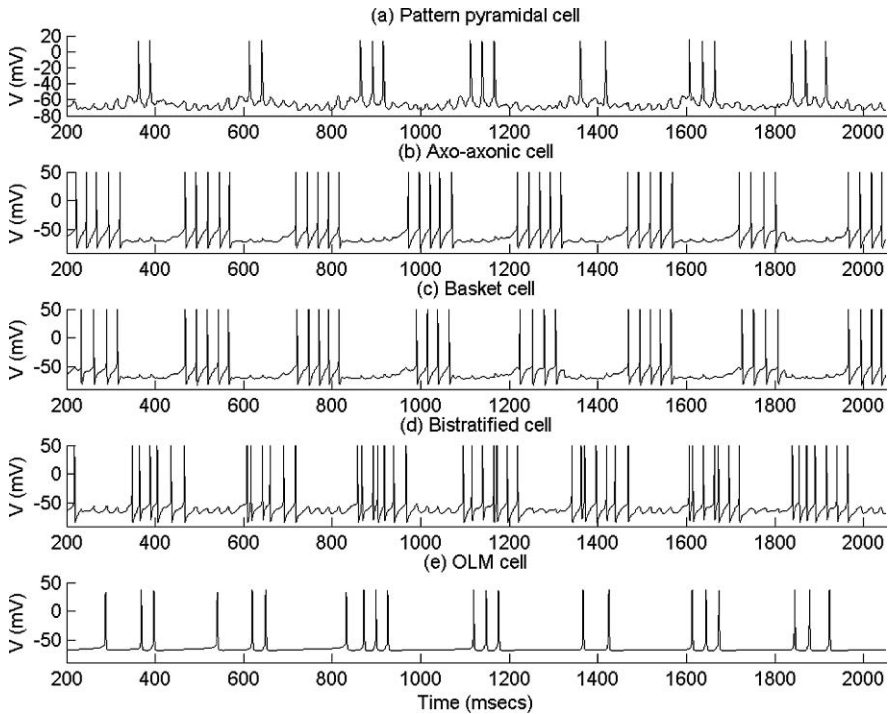 (a) Pattern pyramidal cell
V (mV)
20
0
-20
-40
-60
-80
200 400 600 800 1000 1200 1400 1600 1800 2000
(b) Axo-axonic cell
V (mV)
50
0
-50
200 400 600 800 1000 1200 1400 1600 1800 2000
(c) Basket cell
V (mV)
50
0
-50
200 400 600 800 1000 1200 1400 1600 1800 2000
(d) Bistratified cell
V (mV)
50
0
-50
200 400 600 800 1000 1200 1400 1600 1800 2000
(e) OLM cell
V (mV)
50
0
-50
200 400 600 800 1000 1200 1400 1600 1800 2000
Time (msecs)